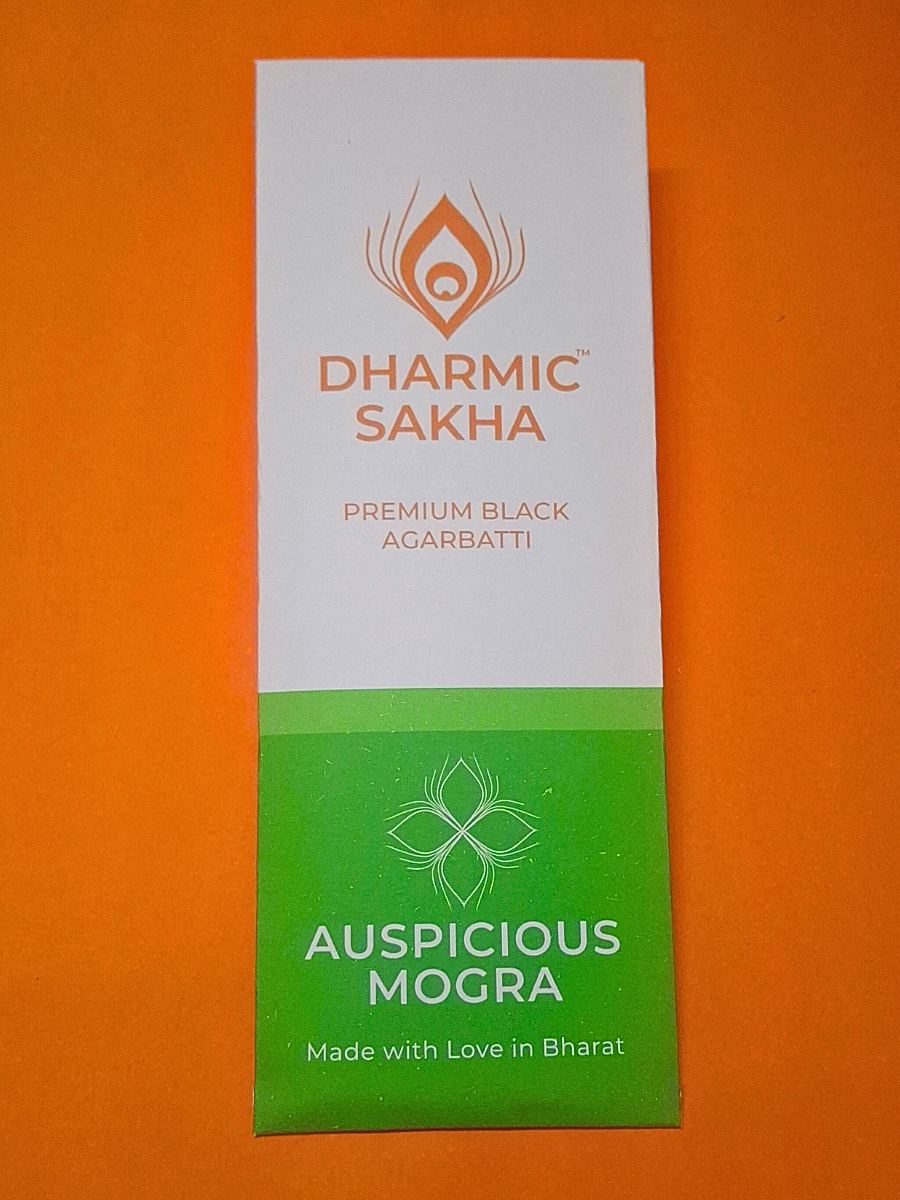 DHARMIC™
SAKHA
PREMIUM BLACK
AGARBATTI
AUSPICIOUS
MOGRA
Made with Love in Bharat